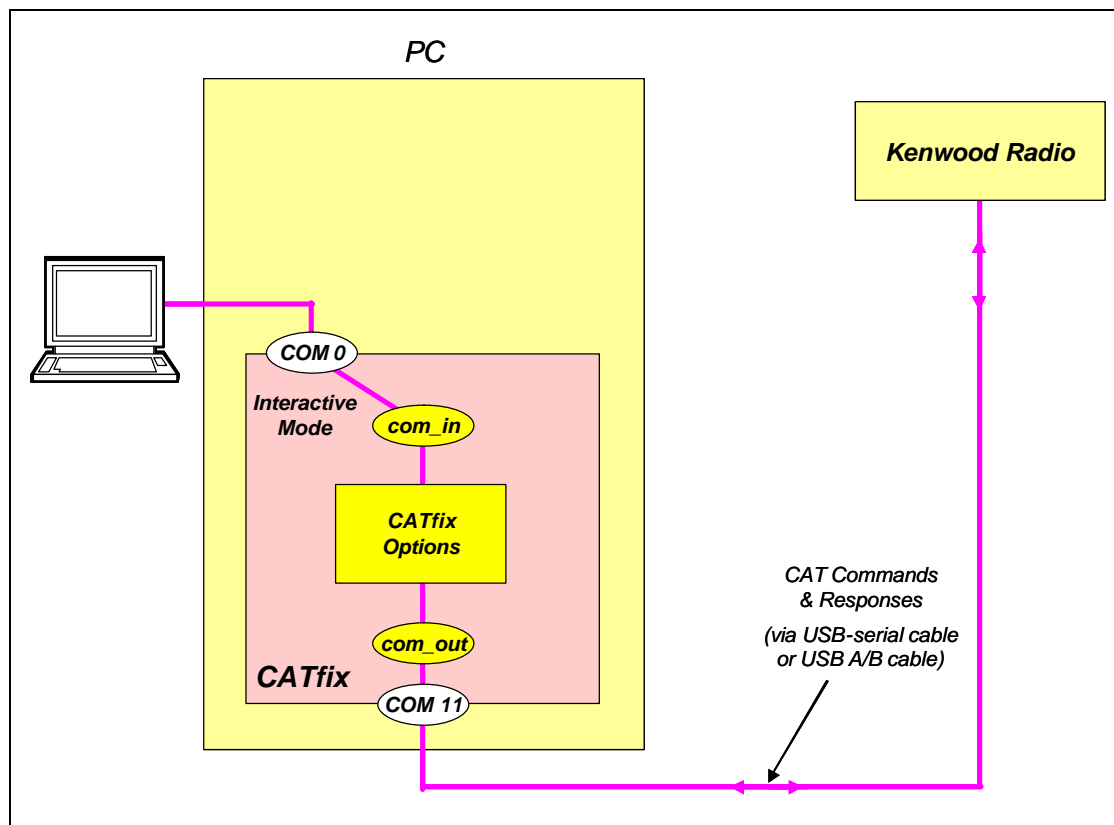 PC
Kenwood Radio
COM 0
Interactive
Mode
com_in
CATfix
Options
com_out
CATfix
COM 11
CAT Commands
& Responses
(via USB-serial cable
or USB A/B cable)